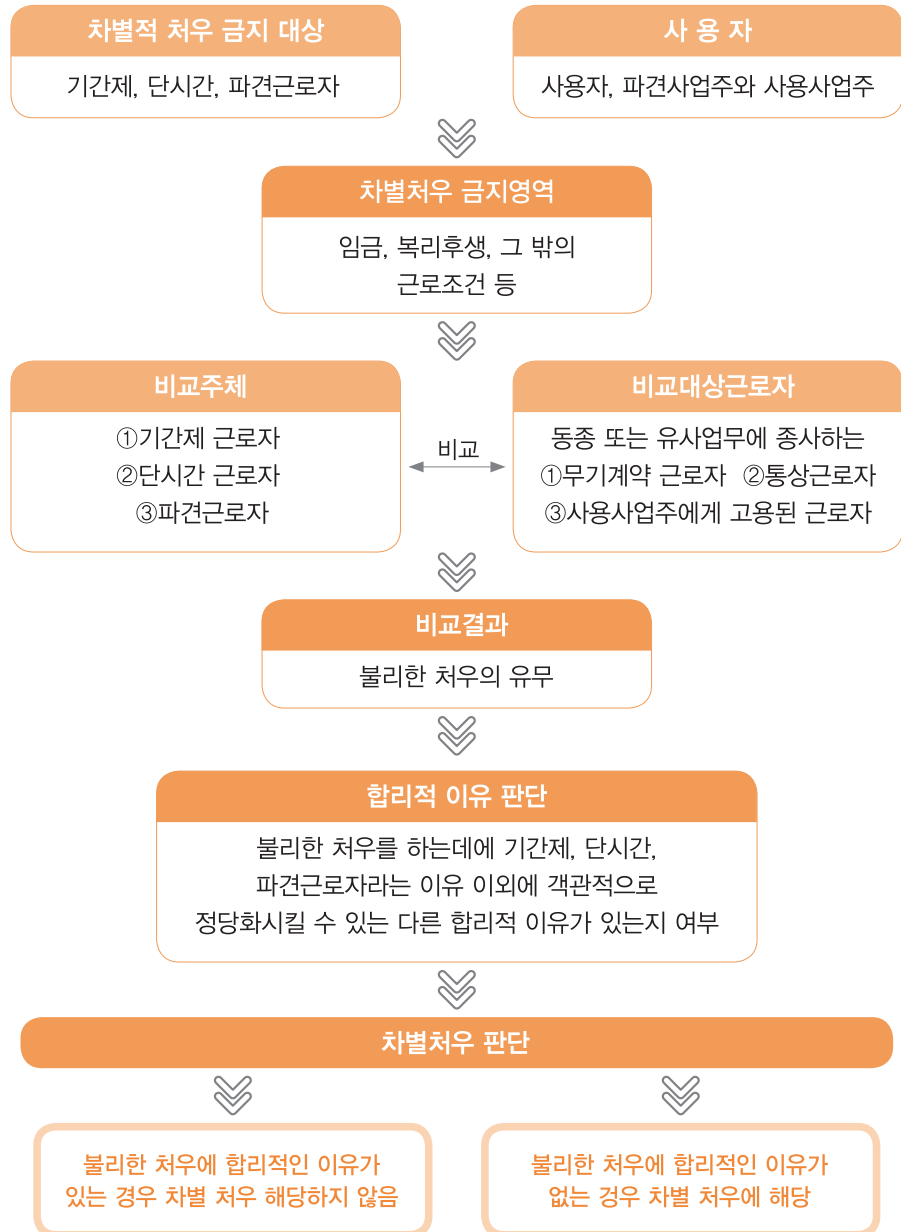 차별적 처우 금지 대상
기간제, 단시간, 파견근로자
사 용 자
사용자, 파견사업주와 사용사업주
차별처우 금지영역
임금, 복리후생, 그 밖의
근로조건 등
비교주체
①기간제 근로자
②단시간 근로자
③파견근로자
비교
비교대상근로자
동종 또는 유사업무에 종사하는
①무기계약 근로자 ②통상근로자
③사용사업주에게 고용된 근로자
비교결과
불리한 처우의 유무
합리적 이유 판단
불리한 처우를 하는데에 기간제, 단시간,
파견근로자라는 이유 이외에 객관적으로
정당화시킬 수 있는 다른 합리적 이유가 있는지 여부
차별처우 판단
불리한 처우에 합리적인 이유가
있는 경우 차별 처우 해당하지 않음
불리한 처우에 합리적인 이유가
없는 겅우 차별 처우에 해당